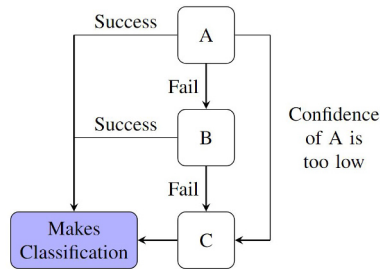 Success
A
Fail
Confidence
of A is
too low
Success
B
Fail
Makes
Classification
C